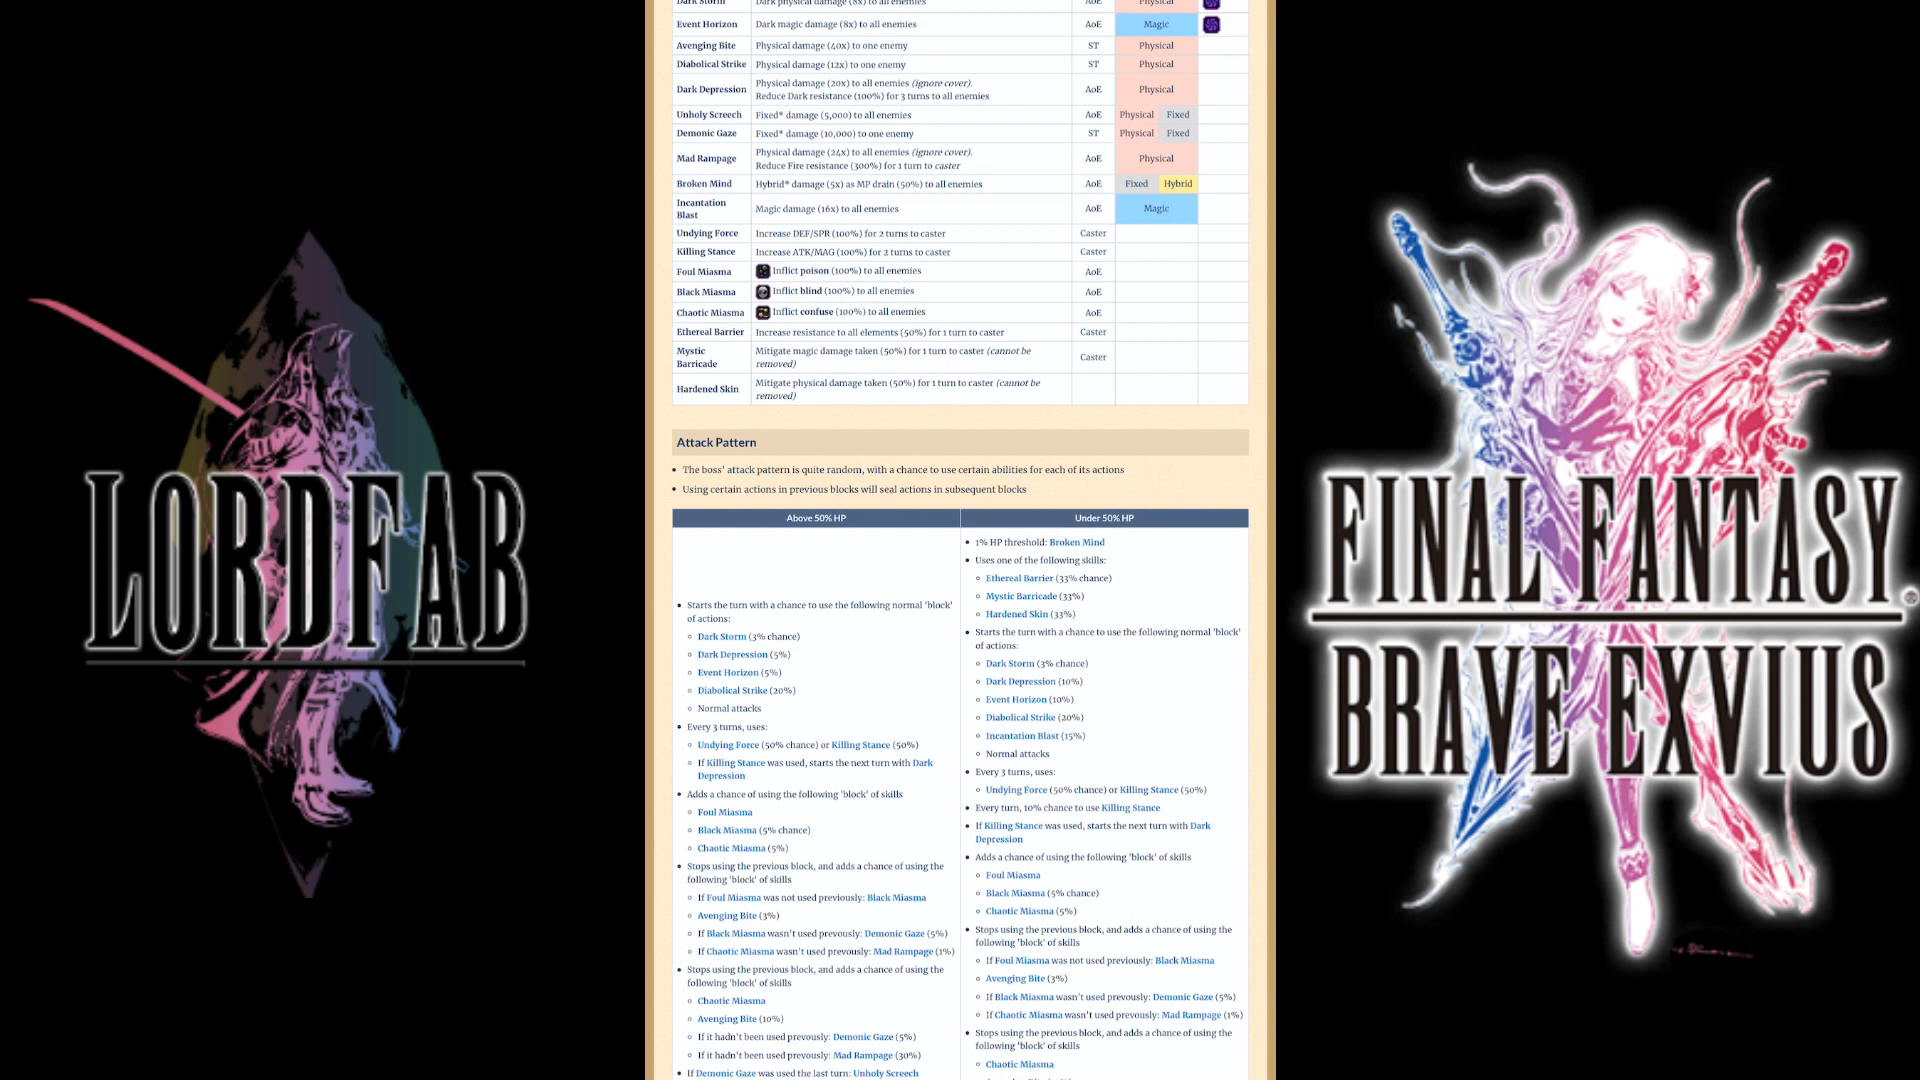 LORDFAB
Dark Storm Dark physical damage (8x) to all enemies AoE Physical
Event Horizon Dark magic damage (8x) to all enemies AoE Magic
Avenging Bite Physical damage (40x) to one enemy ST Physical
Diabolical Strike Physical damage (12x) to one enemy ST Physical
Dark Depression Physical damage (20x) to all enemies (ignore cover).
Reduce Dark resistance (100%) for 3 turns to all enemies AoE Physical
Unholy Screech Fixed* damage (5,000) to all enemies AoE Physical Fixed
Demonic Gaze Fixed* damage (10,000) to one enemy ST Physical Fixed
Mad Rampage Physical damage (24x) to all enemies (ignore cover).
Reduce Fire resistance (300%) for 1 turn to caster AoE Physical
Broken Mind Hybrid* damage (5x) as MP drain (50%) to all enemies AoE Fixed Hybrid
Incantation
Blast Magic damage (16x) to all enemies AoE Magic
Undying Force Increase DEF/SPR (100%) for 2 turns to caster Caster
Killing Stance Increase ATK/MAG (100%) for 2 turns to caster Caster
Foul Miasma Inflict poison (100%) to all enemies AoE
Black Miasma Inflict blind (100%) to all enemies AoE
Chaotic Miasma Inflict confuse (100%) to all enemies AoE
Ethereal Barrier Increase resistance to all elements (50%) for 1 turn to caster Caster
Mystic
Barricade Mitigate magic damage taken (50%) for 1 turn to caster (cannot be
removed) Caster
Hardened Skin Mitigate physical damage taken (50%) for 1 turn to caster (cannot be
removed)
Attack Pattern
• The boss' attack pattern is quite random, with a chance to use certain abilities for each of its actions
• Using certain actions in previous blocks will seal actions in subsequent blocks
Above 50% HP
• Starts the turn with a chance to use the following normal 'block'
of actions:
Dark Storm (3% chance)
Dark Depression (5%)
Event Horizon (5%)
Diabolical Strike (20%)
Normal attacks
• Every 3 turns, uses:
Undying Force (50% chance) or Killing Stance (50%)
If Killing Stance was used, starts the next turn with Dark
Depression
• Adds a chance of using the following 'block' of skills
Foul Miasma
Black Miasma (5% chance)
Chaotic Miasma (5%)
• Stops using the previous block, and adds a chance of using the
following 'block' of skills
If Foul Miasma was not used previously: Black Miasma
Avenging Bite (3%)
If Black Miasma wasn't used prevously: Demonic Gaze (5%)
If Chaotic Miasma wasn't used prevously: Mad Rampage (1%)
• Stops using the previous block, and adds a chance of using the
following 'block' of skills
Chaotic Miasma
Avenging Bite (10%)
If it hadn't been used prevously: Demonic Gaze (5%)
If it hadn't been used prevously: Mad Rampage (30%)
• If Demonic Gaze was used the last turn: Unholy Screech
Under 50% HP
• 1% HP threshold: Broken Mind
• Uses one of the following skills:
Ethereal Barrier (33% chance)
Mystic Barricade (33%)
Hardened Skin (33%)
• Starts the turn with a chance to use the following normal 'block'
of actions:
Dark Storm (3% chance)
Dark Depression (10%)
Event Horizon (10%)
Diabolical Strike (20%)
Incantation Blast (15%)
Normal attacks
• Every 3 turns, uses:
Undying Force (50% chance) or Killing Stance (50%)
• Every turn, 10% chance to use Killing Stance
• If Killing Stance was used, starts the next turn with Dark
Depression
• Adds a chance of using the following 'block' of skills
Foul Miasma
Black Miasma (5% chance)
Chaotic Miasma (5%)
• Stops using the previous block, and adds a chance of using the
following 'block' of skills
If Foul Miasma was not used previously: Black Miasma
Avenging Bite (3%)
If Black Miasma wasn't used prevously: Demonic Gaze (5%)
If Chaotic Miasma wasn't used prevously: Mad Rampage (1%)
• Stops using the previous block, and adds a chance of using the
following 'block' of skills
Chaotic Miasma
FINAL FANTASY®
BRAVE EXVIUS